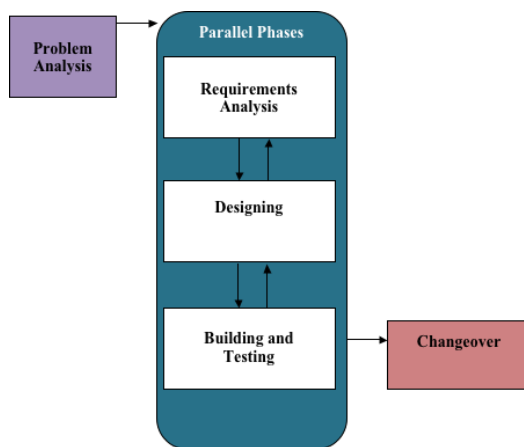 Problem
Analysis
Parallel Phases
Requirements
Analysis
Designing
Building and
Testing
Changeover